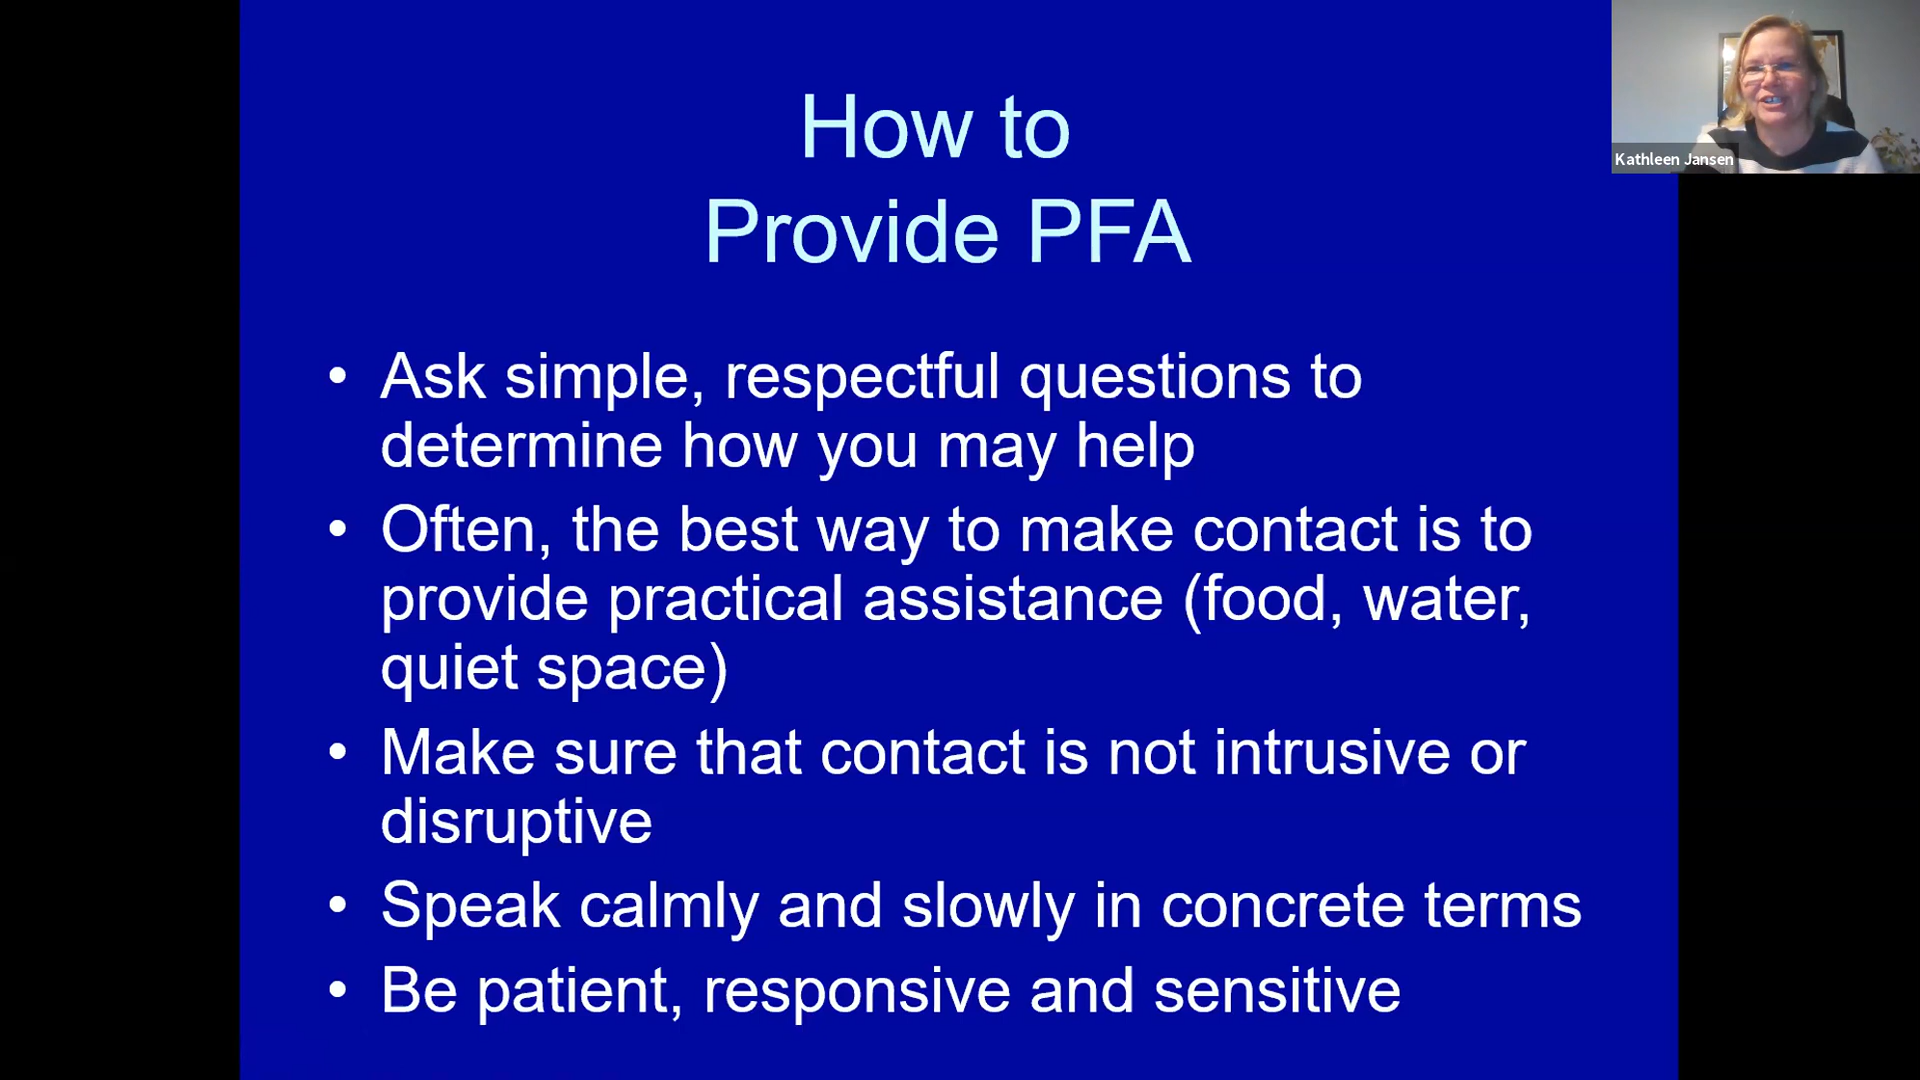 How to
Provide PFA
• Ask simple, respectful questions to
determine how you may help
• Often, the best way to make contact is to
provide practical assistance (food, water,
quiet space)
• Make sure that contact is not intrusive or
disruptive
• Speak calmly and slowly in concrete terms
• Be patient, responsive and sensitive
Kathleen Jansen